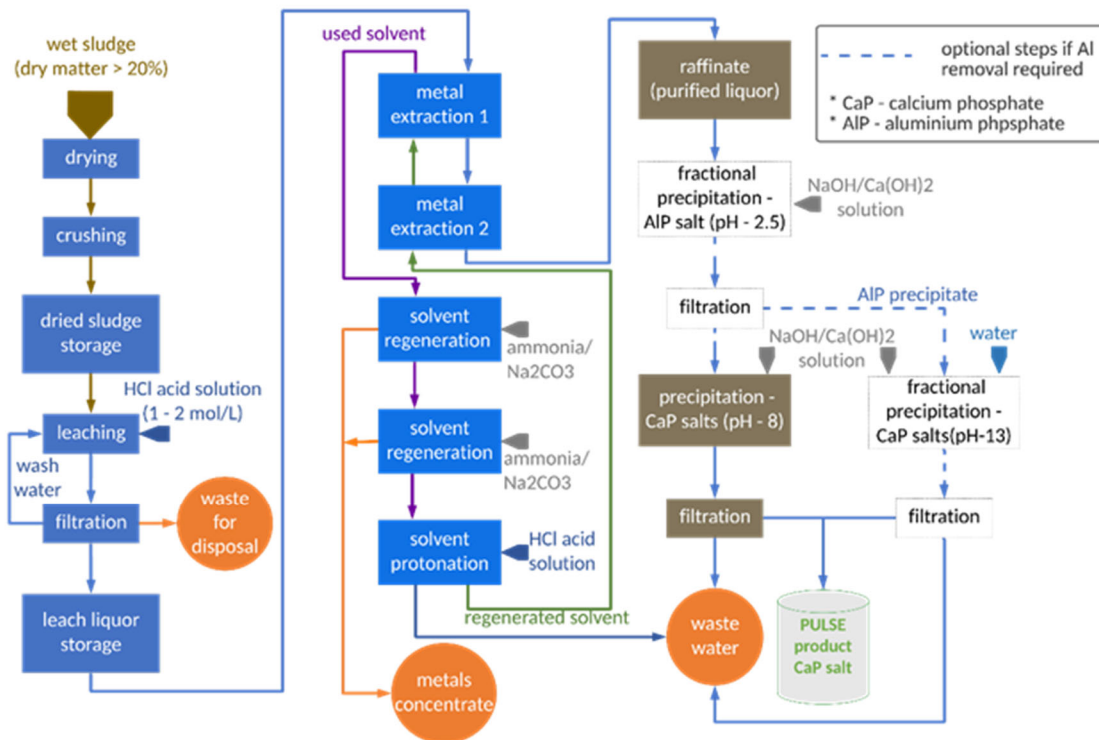 wet sludge
(dry matter > 20%)
drying
crushing
dried sludge
storage
HCl acid solution
(1 - 2 mol/L)
leaching
wash
water
filtration
waste
for
disposal
leach liquor
storage
used solvent
metal
extraction 1
metal
extraction 2
solvent
regeneration
ammonia/
Na2CO3
solvent
regeneration
ammonia/
Na2CO3
solvent
protonation
HCl acid
solution
regenerated solvent
metals
concentrate
raffinate
(purified liquor)
fractional
precipitation -
AlP salt (pH - 2.5)
NaOH/Ca(OH)2
solution
filtration
AlP precipitate
NaOH/Ca(OH)2
solution
water
precipitation -
CaP salts (pH - 8)
fractional
precipitation -
CaP salts(pH-13)
filtration
filtration
waste
water
PULSE
product
CaP salt
optional steps if Al
removal required
* CaP - calcium phosphate
* AlP - aluminium phpsphate